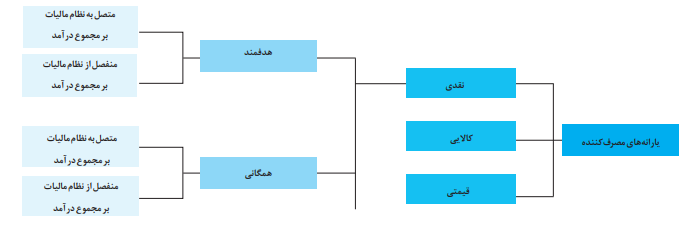 یارانه‌های مصرف‌کننده
نقدی
کالایی
قیمتی
هدفمند
همگانی
متصل به نظام مالیات
بر مجموع درآمد
منفصل از نظام مالیات
بر مجموع درآمد
متصل به نظام مالیات
بر مجموع درآمد
منفصل از نظام مالیات
بر مجموع درآمد